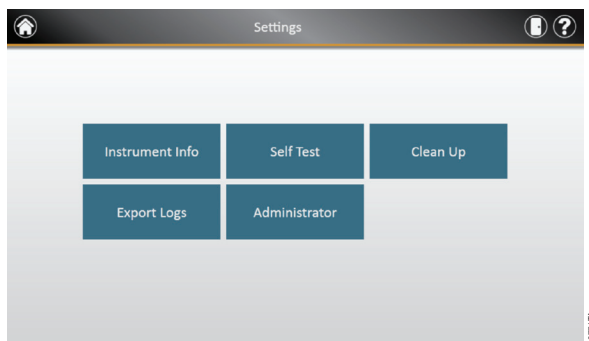 Settings
?
Instrument Info
Self Test
Clean Up
Export Logs
Administrator